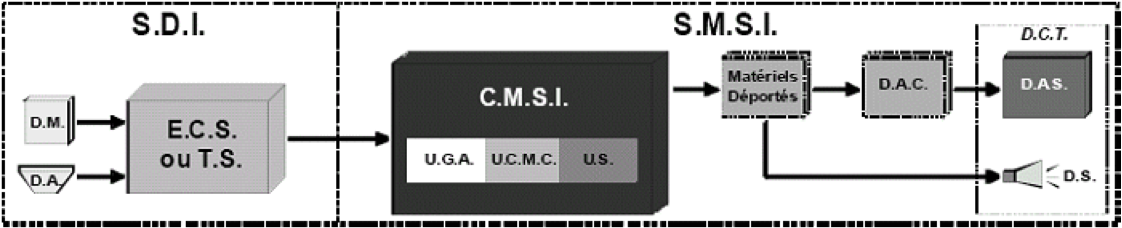 S.D.I.
D.M.
D.A.
E.C.S.
ou T.S.
S.M.S.I.
C.M.S.I.
U.G.A.
U.C.M.C.
U.S.
Matériels
Déportés
D.A.C.
D.C.T.
D.AS.
D.S.